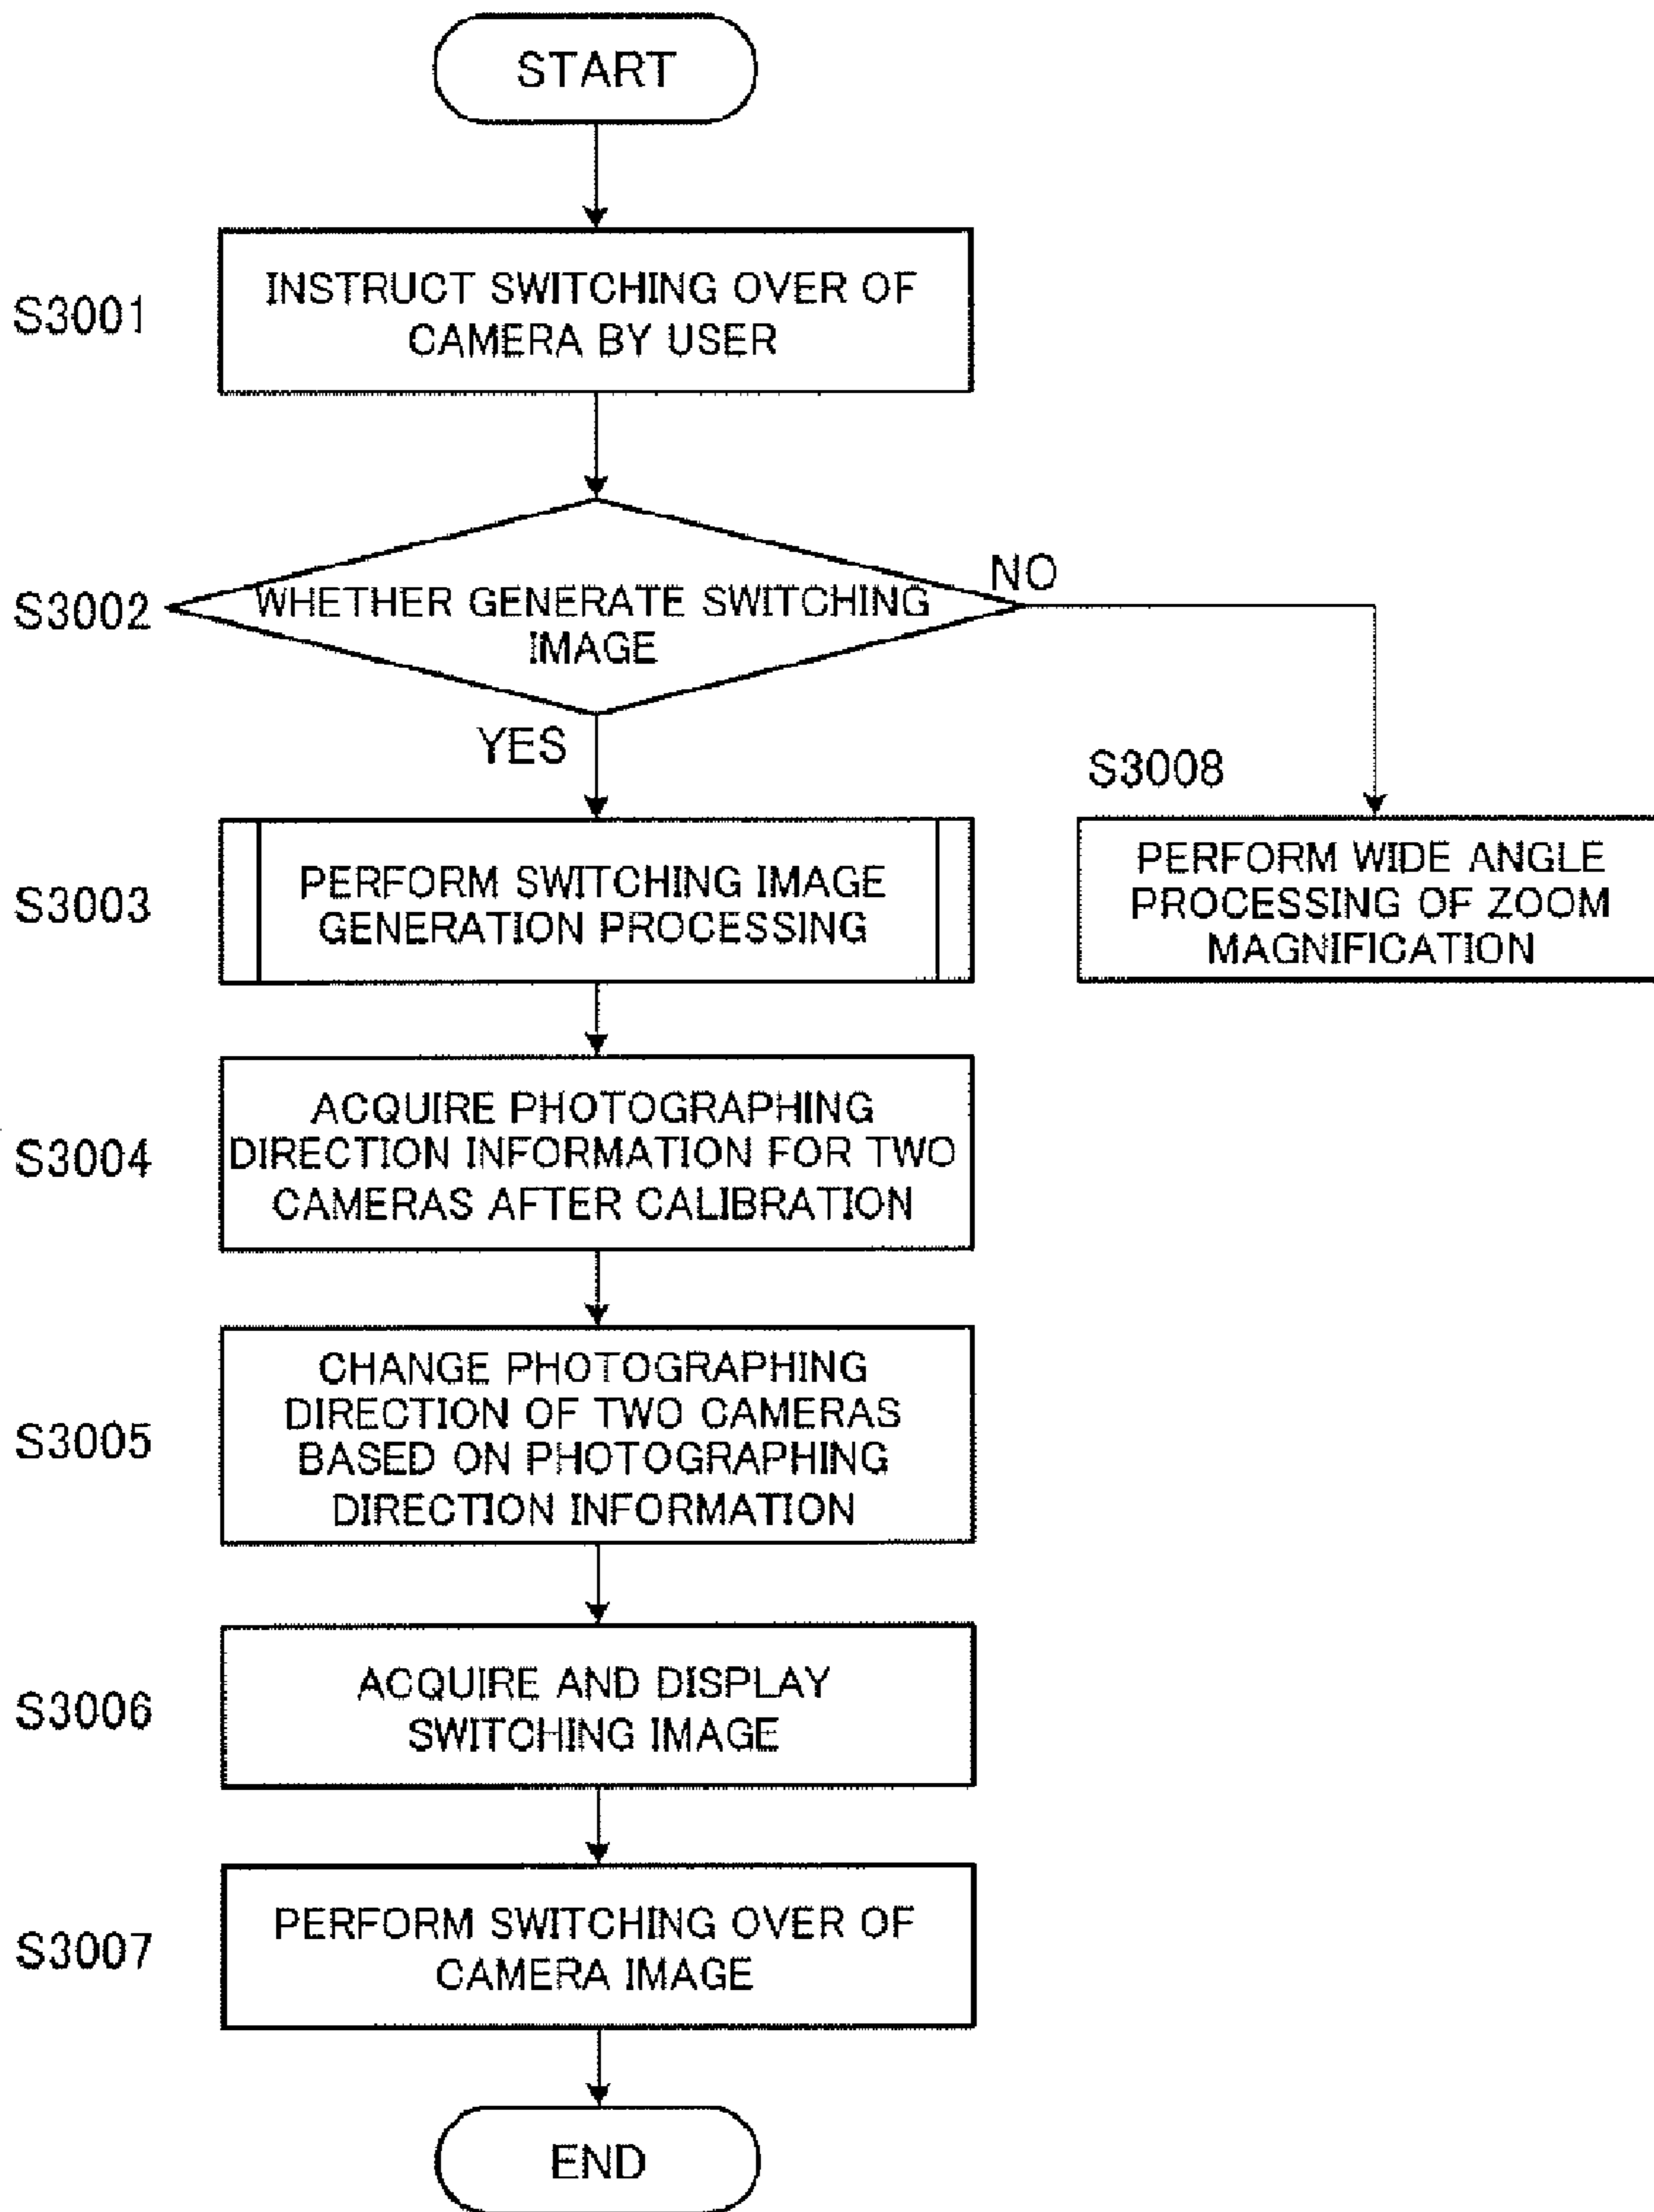 START
S3001
INSTRUCT SWITCHING OVER OF
CAMERA BY USER
S3002
WHETHER GENERATE SWITCHING
IMAGE
NO
YES
S3003
PERFORM SWITCHING IMAGE
GENERATION PROCESSING
S3008
PERFORM WIDE ANGLE
PROCESSING OF ZOOM
MAGNIFICATION
S3004
ACQUIRE PHOTOGRAPHING
DIRECTION INFORMATION FOR TWO
CAMERAS AFTER CALIBRATION
S3005
CHANGE PHOTOGRAPHING
DIRECTION OF TWO CAMERAS
BASED ON PHOTOGRAPHING
DIRECTION INFORMATION
S3006
ACQUIRE AND DISPLAY
SWITCHING IMAGE
S3007
PERFORM SWITCHING OVER OF
CAMERA IMAGE
END